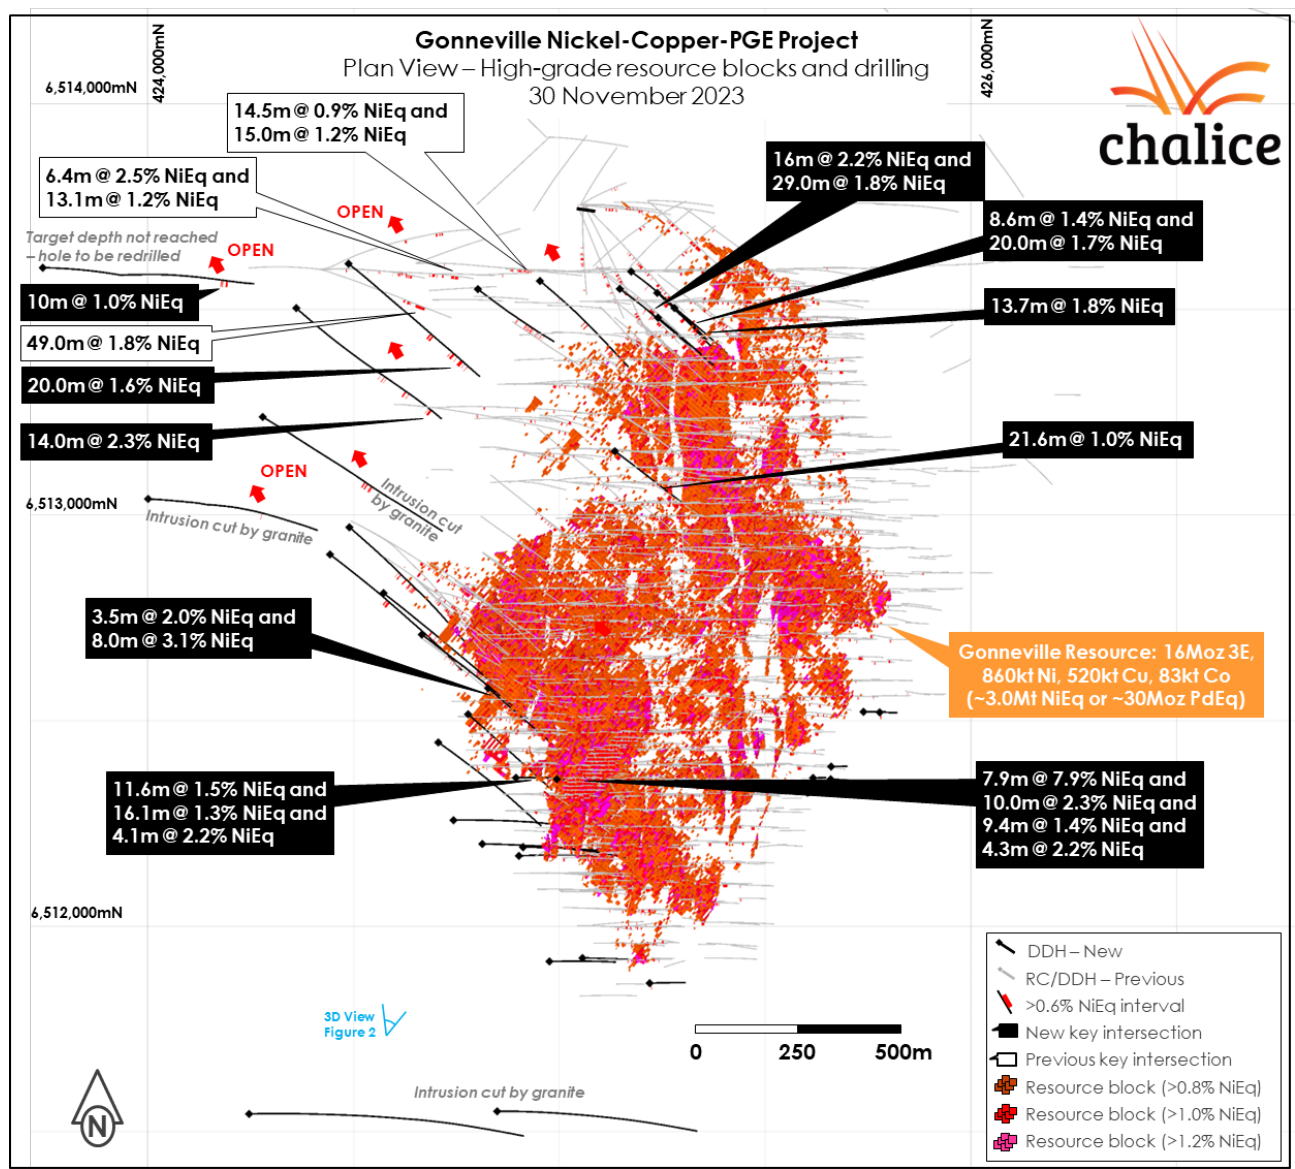 Gonneville Nickel-Copper-PGE Project
Plan View – High-grade resource blocks and drilling
30 November 2023
424,000mN
426,000mN
6,514,000mN
chalice
14.5m @ 0.9% NiEq and
15.0m @ 1.2% NiEq
6.4m @ 2.5% NiEq and
13.1m @ 1.2% NiEq
16m @ 2.2% NiEq and
29.0m @ 1.8% NiEq
OPEN
8.6m @ 1.4% NiEq and
20.0m @ 1.7% NiEq
Target depth not reached
– hole to be redrilled
OPEN
10m @ 1.0% NiEq
13.7m @ 1.8% NiEq
49.0m @ 1.8% NiEq
20.0m @ 1.6% NiEq
14.0m @ 2.3% NiEq
21.6m @ 1.0% NiEq
OPEN
6,513,000mN
Intrusion cut by granite
Intrusion cut
by granite
3.5m @ 2.0% NiEq and
8.0m @ 3.1% NiEq
Gonneville Resource: 16Moz 3E,
860kt Ni, 520kt Cu, 83kt Co
(~3.0Mt NiEq or ~30Moz PdEq)
11.6m @ 1.5% NiEq and
16.1m @ 1.3% NiEq and
4.1m @ 2.2% NiEq
7.9m @ 7.9% NiEq and
10.0m @ 2.3% NiEq and
9.4m @ 1.4% NiEq and
4.3m @ 2.2% NiEq
6,512,000mN
3D View
Figure 2
0 250 500m
Intrusion cut by granite
N
DDH – New
RC/DDH – Previous
>0.6% NiEq interval
New key intersection
Previous key intersection
Resource block (>0.8% NiEq)
Resource block (>1.0% NiEq)
Resource block (>1.2% NiEq)